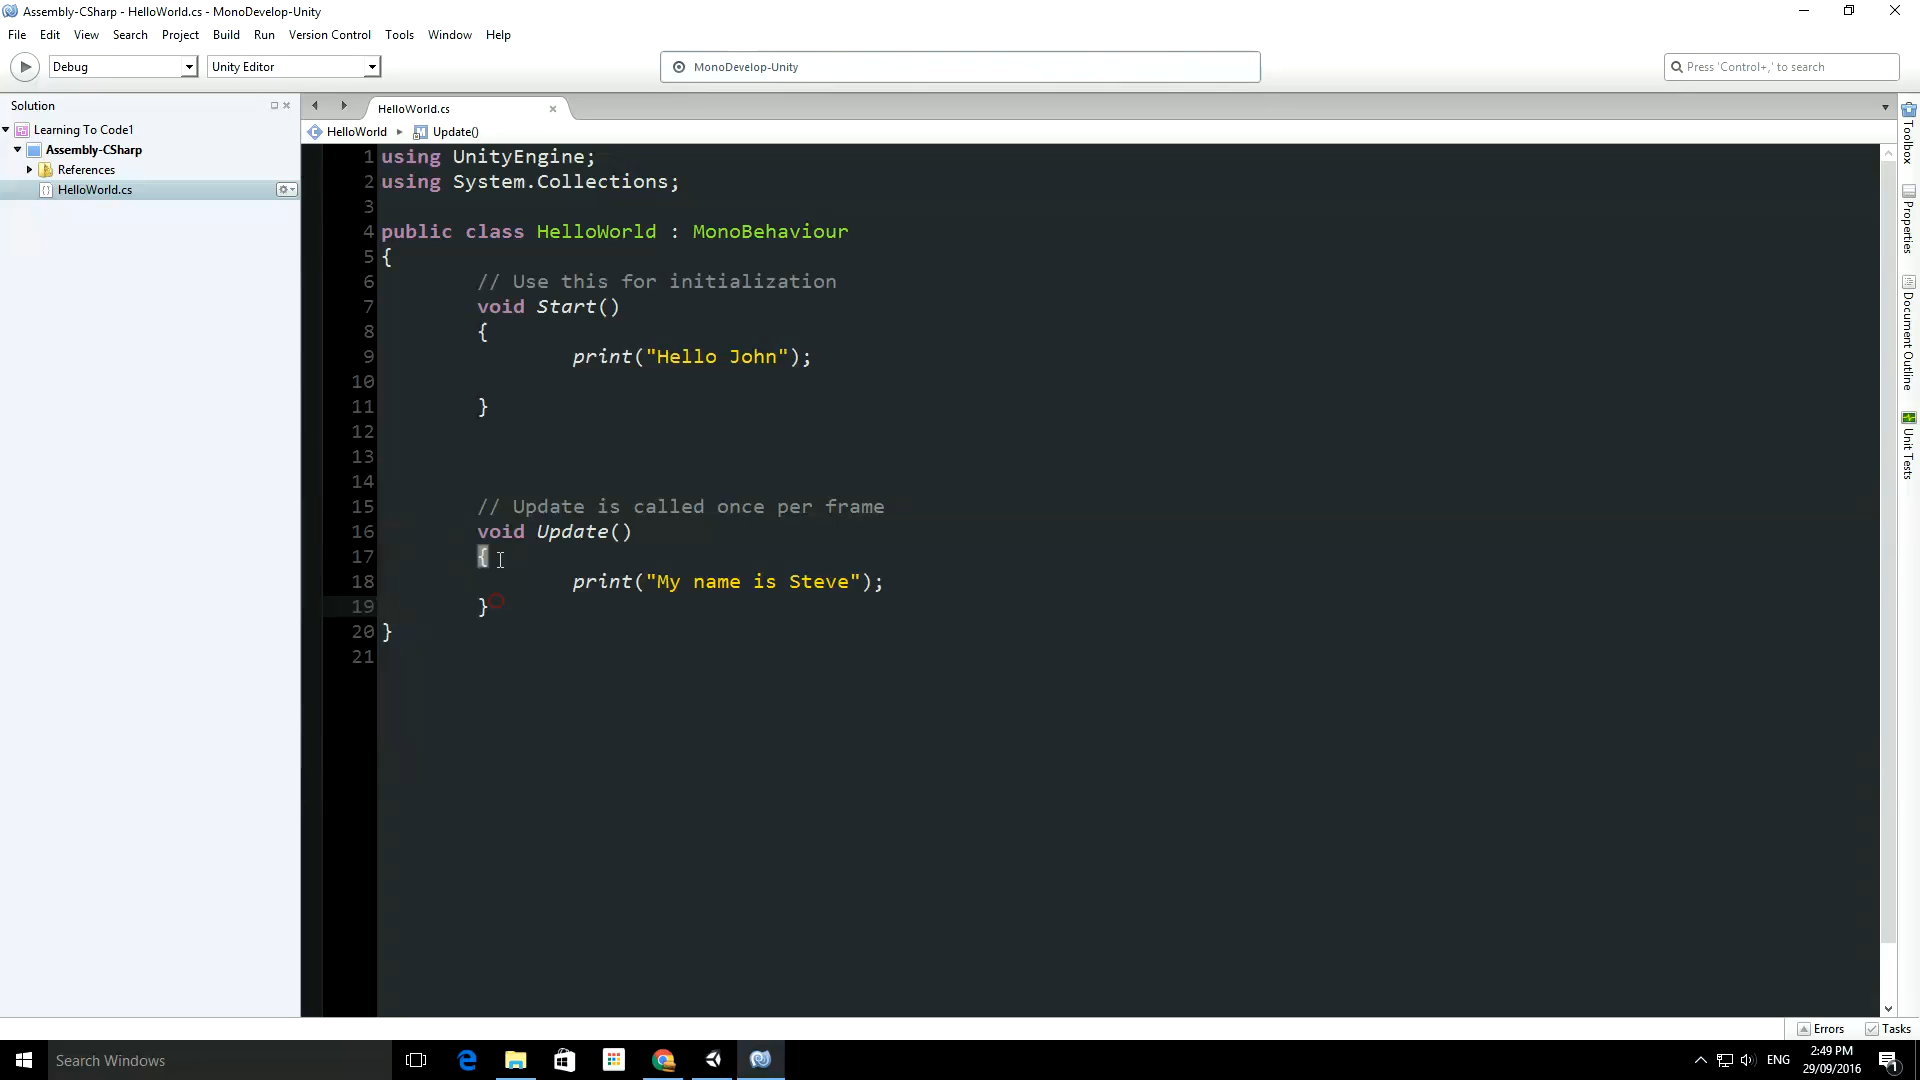 Assembly-CSharp - HelloWorld.cs - MonoDevelop-Unity
File Edit View Search Project Build Run Version Control Tools Window Help
Debug Unity Editor MonoDevelop-Unity Press 'Control+,' to search
Solution HelloWorld.cs
Learning To Code1 HelloWorld Update()
Assembly-CSharp
References
HelloWorld.cs
1 using UnityEngine;
2 using System.Collections;
3
4 public class HelloWorld : MonoBehaviour
5 {
6 // Use this for initialization
7 void Start()
8 {
9 print("Hello John");
10
11 }
12
13
14
15 // Update is called once per frame
16 void Update()
17 {
18 print("My name is Steve");
19 }
20 }
21
Toolbox
Properties
Document Outline
Unit Tests
Errors Tasks
Search Windows ENG 2:49 PM
29/09/2016
1